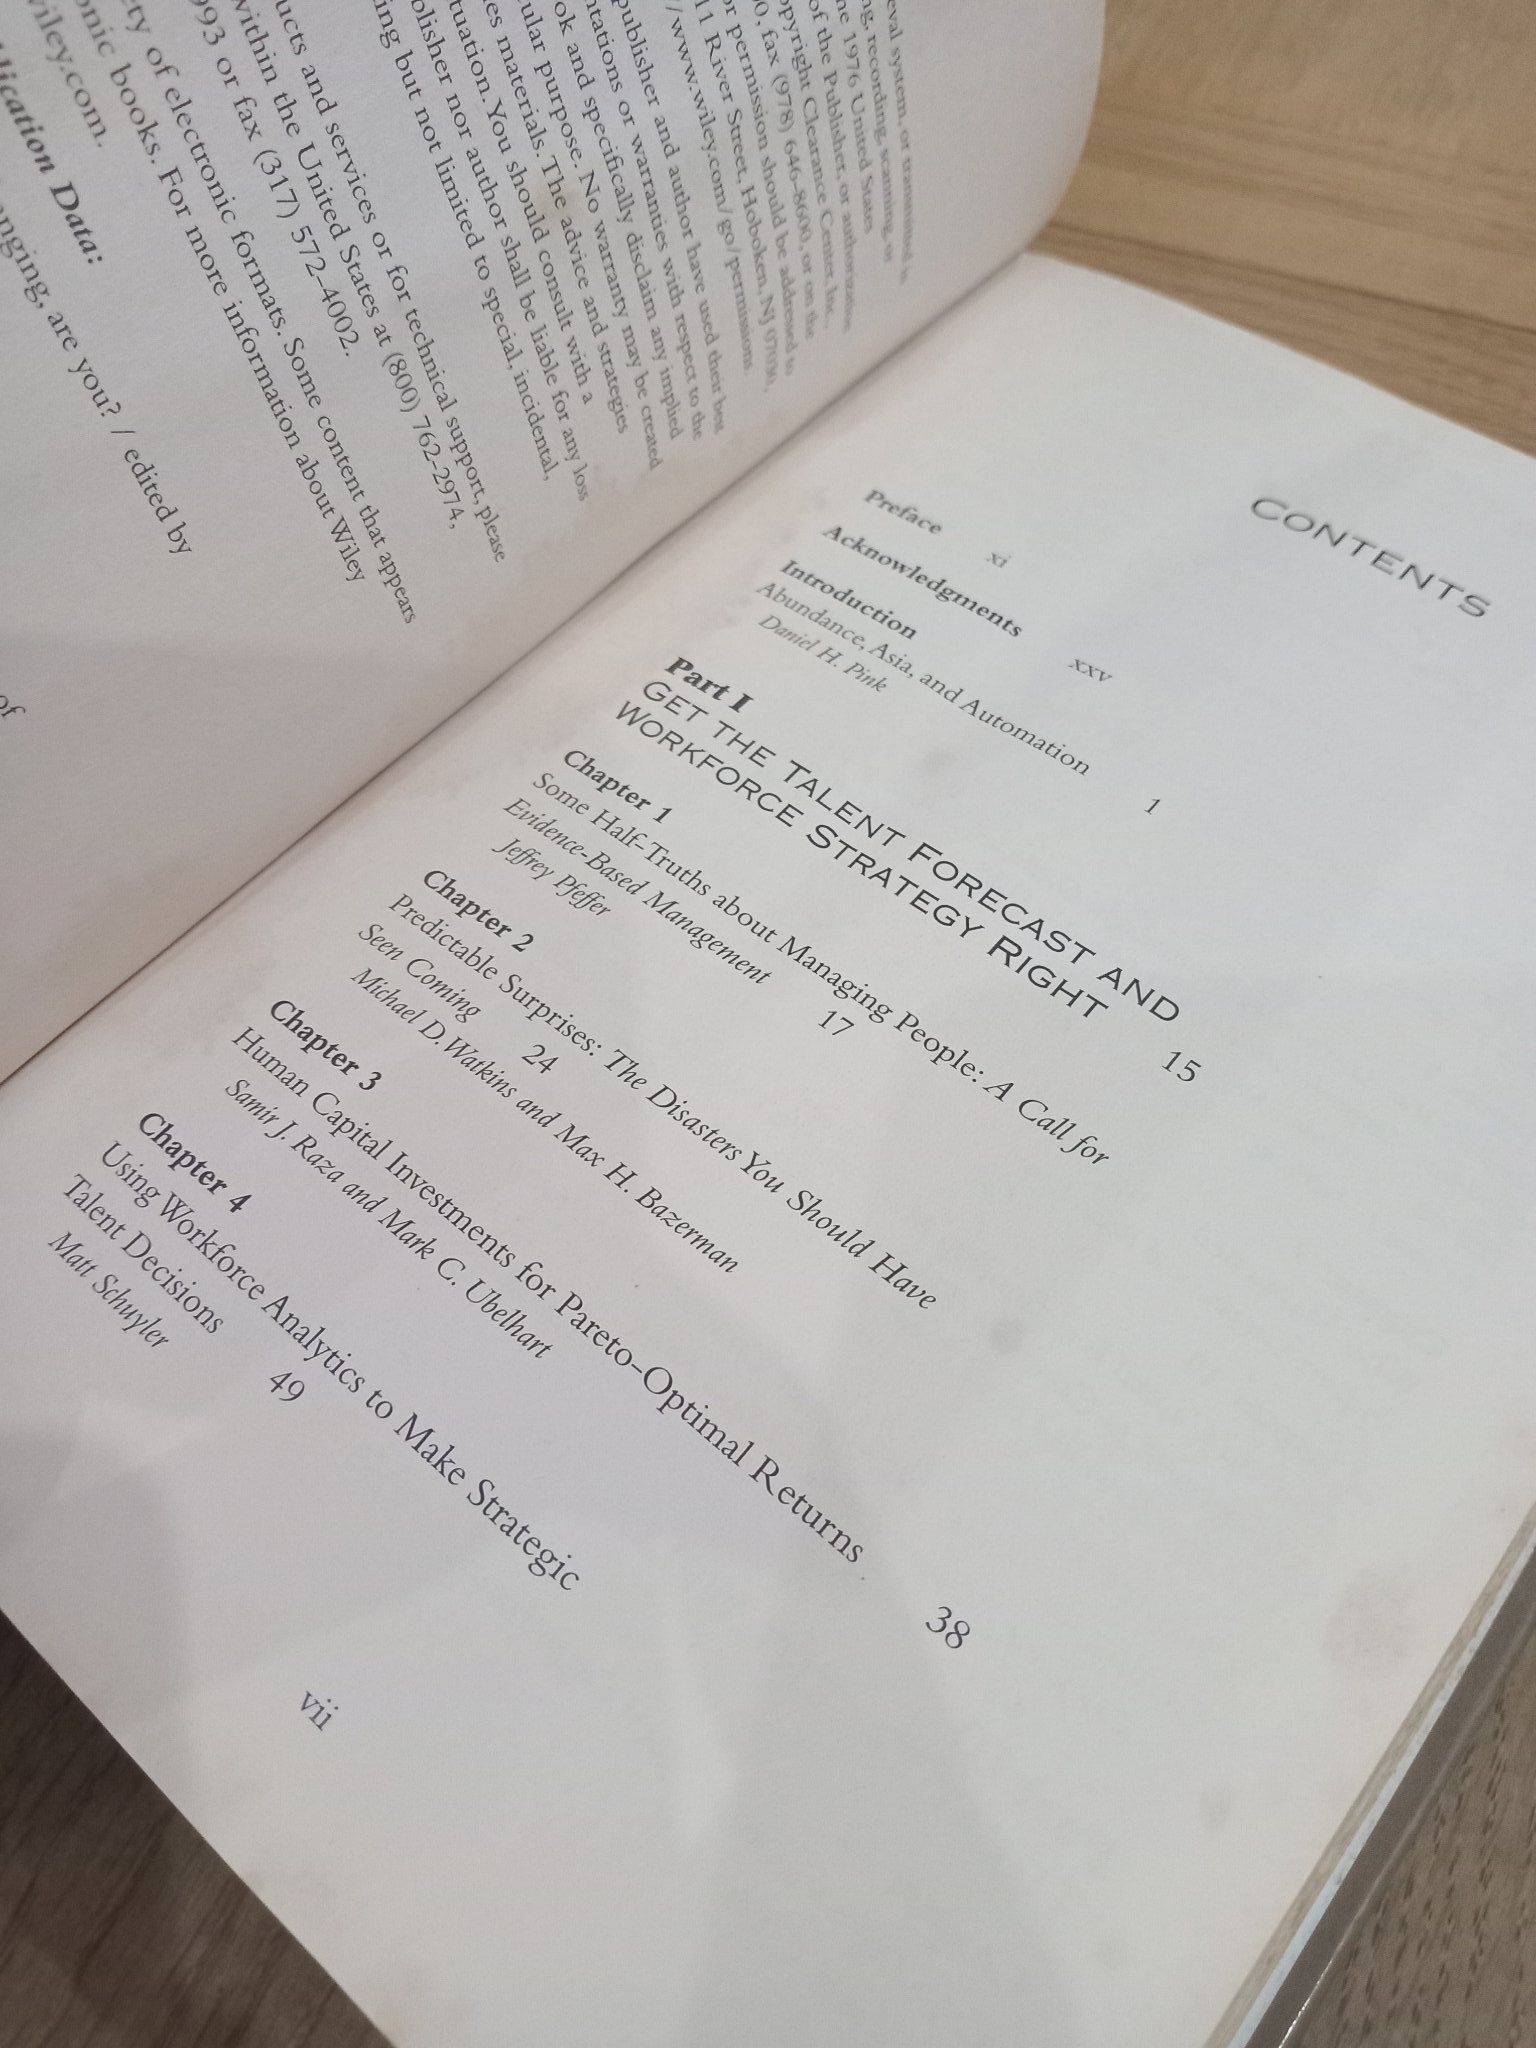 eval system, or transmitted in
ng, recording, scanning, or
he 1976 United States
of the Publisher, or authorization
opyright Clearance Center, Inc.,
0, fax (978) 646-8600, or on the
or permission should be addressed to
11 River Street, Hoboken, NJ 07030,
//www.wiley.com/go/permissions.
publisher and author have used their best
ntations or warranties with respect to the
ok and specifically disclaim any implied
cular purpose. No warranty may be created
es materials. The advice and strategies
tuation. You should consult with a
blisher nor author shall be liable for any loss
ing but not limited to special, incidental,
ucts and services or for technical support, please
within the United States at (800) 762-2974,
993 or fax (317) 572-4002.
ety of electronic formats. Some content that appears
onic books. For more information about Wiley
wiley.com.
lication Data:
nging, are you? / edited by
of
CONTENTS
Preface xi
Acknowledgments xxv
Introduction
Abundance, Asia, and Automation 1
Daniel H. Pink
Part I
GET THE TALENT FORECAST AND
WORKFORCE STRATEGY RIGHT 15
Chapter 1
Some Half-Truths about Managing People: A Call for
Evidence-Based Management 17
Jeffrey Pfeffer
Chapter 2
Predictable Surprises: The Disasters You Should Have
Seen Coming 24
Michael D. Watkins and Max H. Bazerman
Chapter 3
Human Capital Investments for Pareto-Optimal Returns 38
Samir J. Raza and Mark C. Ubelhart
Chapter 4
Using Workforce Analytics to Make Strategic
Talent Decisions 49
Matt Schuyler
vii